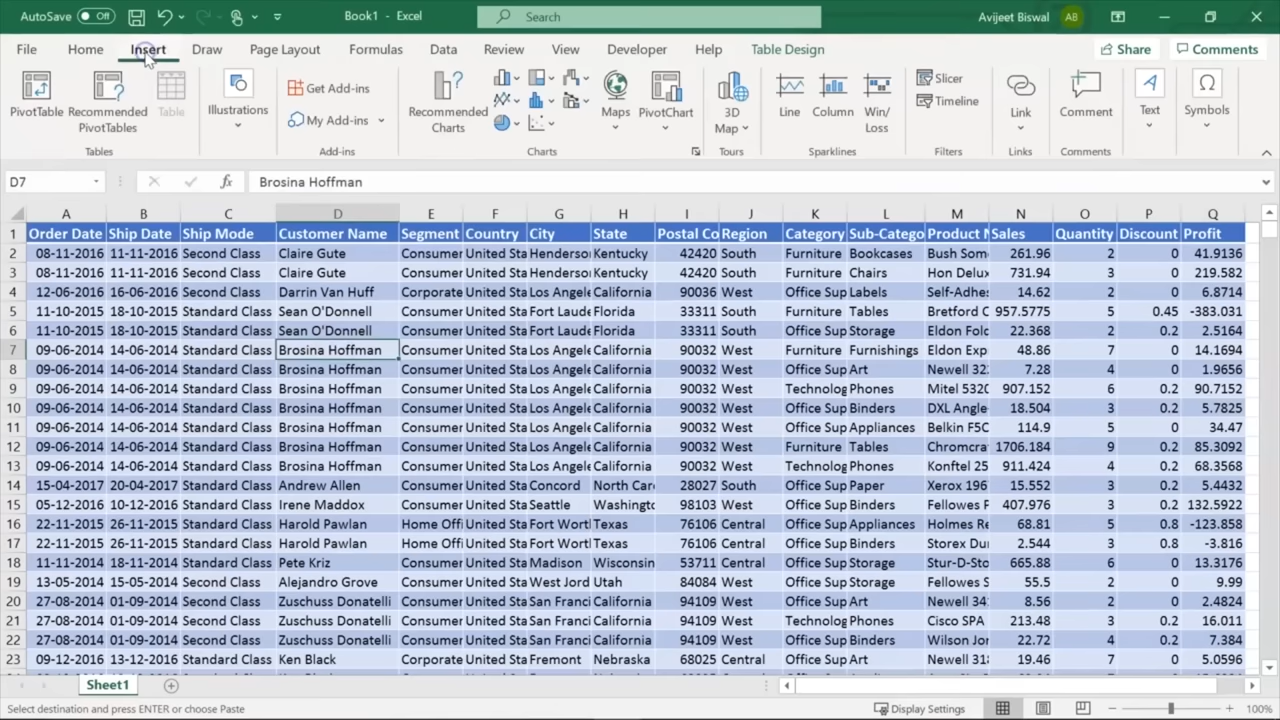 AutoSave Off Book1 - Excel Search Avijeet Biswal AB
File Home Insert Draw Page Layout Formulas Data Review View Developer Help Table Design Share Comments
PivotTable Recommended PivotTables Table Illustrations Get Add-ins My Add-ins Recommended Charts Maps PivotChart 3D Map Line Column Win/Loss Slicer Timeline Link Comment Text Symbols
Tables Add-ins Charts Tours Sparklines Filters Links Comments
D7 fx Brosina Hoffman
A B C D E F G H I J K L M N O P Q
1 Order Date Ship Date Ship Mode Customer Name Segment Country City State Postal Co Region Category Sub-Catego Product N Sales Quantity Discount Profit
2 08-11-2016 11-11-2016 Second Class Claire Gute Consumer United Sta Henderson Kentucky 42420 South Furniture Bookcases Bush Som 261.96 2 0 41.9136
3 08-11-2016 11-11-2016 Second Class Claire Gute Consumer United Sta Henderson Kentucky 42420 South Furniture Chairs Hon Delux 731.94 3 0 219.582
4 12-06-2016 16-06-2016 Second Class Darrin Van Huff Corporate United Sta Los Angele California 90036 West Office Sup Labels Self-Adhes 14.62 2 0 6.8714
5 11-10-2015 18-10-2015 Standard Class Sean O'Donnell Consumer United Sta Fort Laude Florida 33311 South Furniture Tables Bretford C 957.5775 5 0.45 -383.031
6 11-10-2015 18-10-2015 Standard Class Sean O'Donnell Consumer United Sta Fort Laude Florida 33311 South Office Sup Storage Eldon Fold 22.368 2 0.2 2.5164
7 09-06-2014 14-06-2014 Standard Class Brosina Hoffman Consumer United Sta Los Angele California 90032 West Furniture Furnishings Eldon Exp 48.86 7 0 14.1694
8 09-06-2014 14-06-2014 Standard Class Brosina Hoffman Consumer United Sta Los Angele California 90032 West Office Sup Art Newell 32 7.28 4 0 1.9656
9 09-06-2014 14-06-2014 Standard Class Brosina Hoffman Consumer United Sta Los Angele California 90032 West Technolog Phones Mitel 5320 907.152 6 0.2 90.7152
10 09-06-2014 14-06-2014 Standard Class Brosina Hoffman Consumer United Sta Los Angele California 90032 West Office Sup Binders DXL Angle- 18.504 3 0.2 5.7825
11 09-06-2014 14-06-2014 Standard Class Brosina Hoffman Consumer United Sta Los Angele California 90032 West Office Sup Appliances Belkin F5C 114.9 5 0 34.47
12 09-06-2014 14-06-2014 Standard Class Brosina Hoffman Consumer United Sta Los Angele California 90032 West Furniture Tables Chromcra 1706.184 9 0.2 85.3092
13 09-06-2014 14-06-2014 Standard Class Brosina Hoffman Consumer United Sta Los Angele California 90032 West Technolog Phones Konftel 25 911.424 4 0.2 68.3568
14 15-04-2017 20-04-2017 Standard Class Andrew Allen Consumer United Sta Concord North Car 28027 South Office Sup Paper Xerox 196 15.552 3 0.2 5.4432
15 05-12-2016 10-12-2016 Standard Class Irene Maddox Consumer United Sta Seattle Washingto 98103 West Office Sup Binders Fellowes P 407.976 3 0.2 132.5922
16 22-11-2015 26-11-2015 Standard Class Harold Pawlan Home Offi United Sta Fort Wort Texas 76106 Central Office Sup Appliances Holmes Re 68.81 5 0.8 -123.858
17 22-11-2015 26-11-2015 Standard Class Harold Pawlan Home Offi United Sta Fort Wort Texas 76106 Central Office Sup Binders Storex Dur 2.544 3 0.8 -3.816
18 11-11-2014 18-11-2014 Standard Class Pete Kriz Consumer United Sta Madison Wisconsin 53711 Central Office Sup Storage Stur-D-Sto 665.88 6 0 13.3176
19 13-05-2014 15-05-2014 Second Class Alejandro Grove Consumer United Sta West Jord Utah 84084 West Office Sup Storage Fellowes S 55.5 2 0 9.99
20 27-08-2014 01-09-2014 Second Class Zuschuss Donatelli Consumer United Sta San Franci California 94109 West Office Sup Art Newell 34 8.56 2 0 2.4824
21 27-08-2014 01-09-2014 Second Class Zuschuss Donatelli Consumer United Sta San Franci California 94109 West Technolog Phones Cisco SPA 213.48 3 0.2 16.011
22 27-08-2014 01-09-2014 Second Class Zuschuss Donatelli Consumer United Sta San Franci California 94109 West Office Sup Binders Wilson Jor 22.72 4 0.2 7.384
23 09-12-2016 13-12-2016 Standard Class Ken Black Corporate United Sta Fremont Nebraska 68025 Central Office Sup Art Newell 31 19.46 7 0 5.0596
Sheet1
Select destination and press ENTER or choose Paste Display Settings 100%